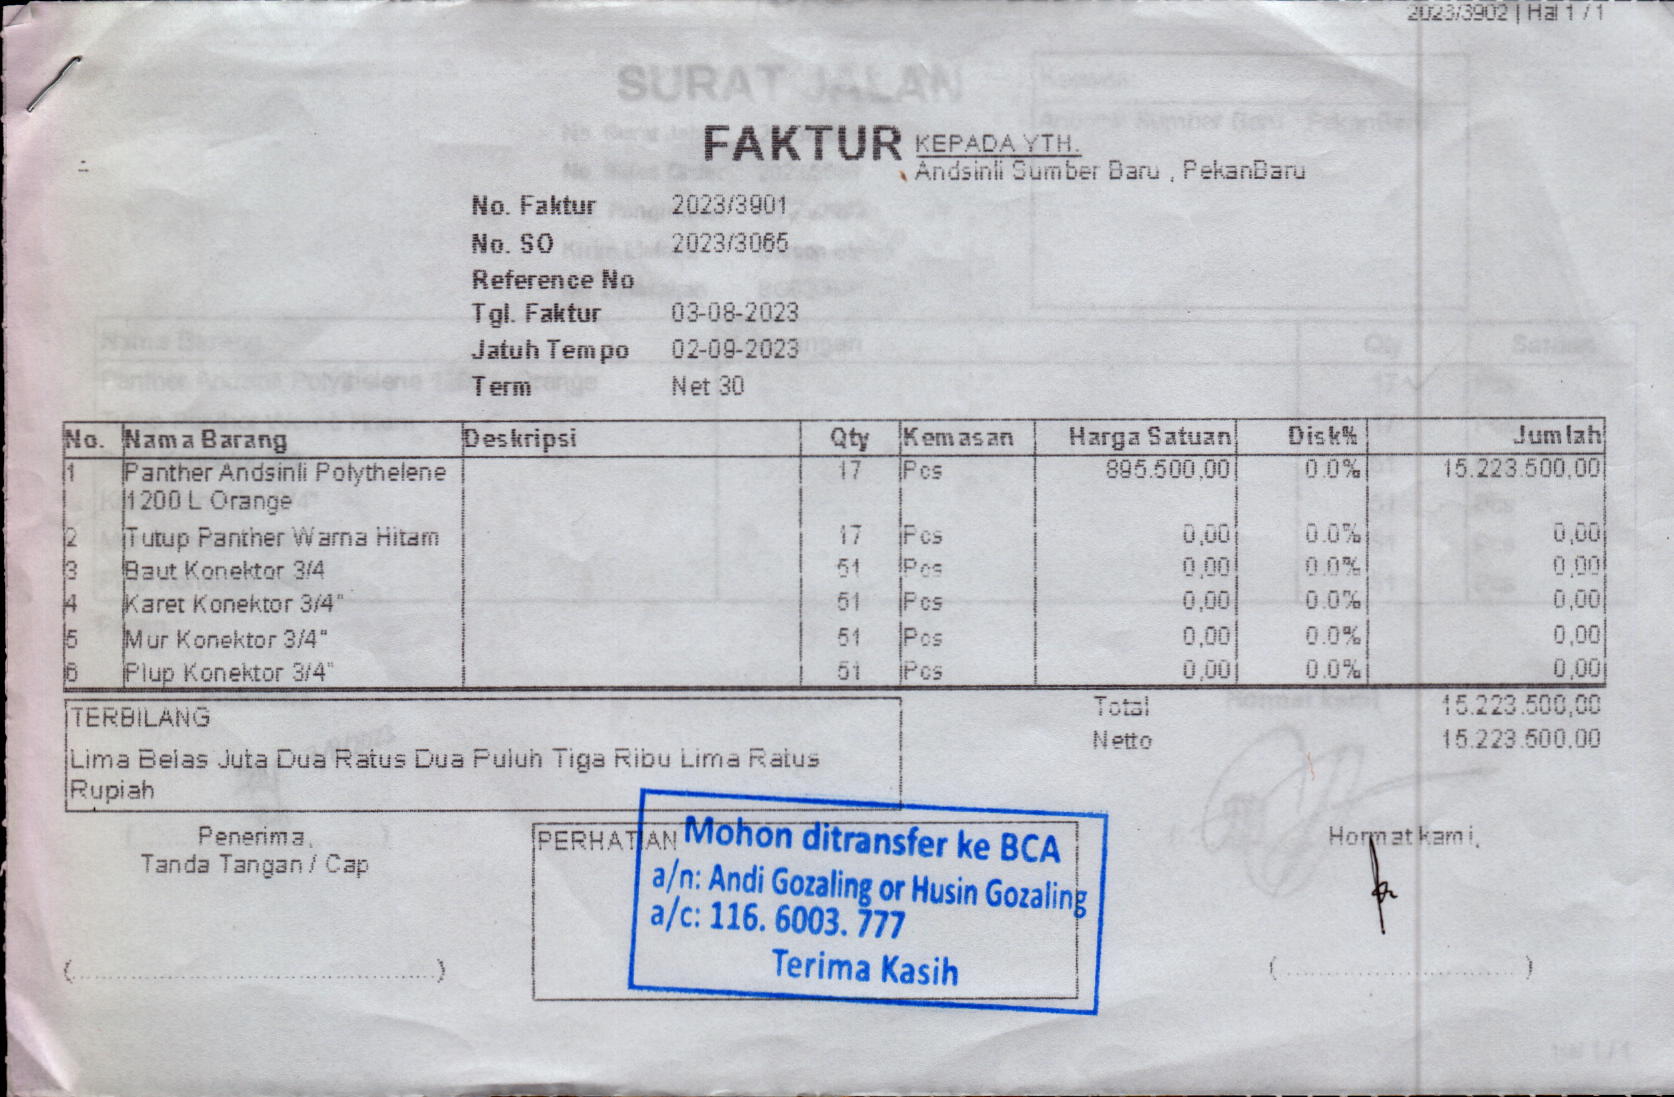 2023/3902 | Hal 1 / 1
SURAT JALAN
FAKTUR
KEPADA YTH.
Andsinli Sumber Baru , PekanBaru
No. Faktur 2023/3901
No. SO 2023/3065
Reference No
Tgl. Faktur 03-08-2023
Jatuh Tempo 02-09-2023
Term Net 30
No. Nama Barang Deskripsi Qty Kemasan Harga Satuan Disk% Jumlah
1 Panther Andsinli Polythelene 17 Pcs 895.500,00 0.0% 15.223.500,00
1200 L Orange
2 Tutup Panther Warna Hitam 17 Pcs 0,00 0.0% 0,00
3 Baut Konektor 3/4 51 Pcs 0,00 0.0% 0,00
4 Karet Konektor 3/4" 51 Pcs 0,00 0.0% 0,00
5 Mur Konektor 3/4" 51 Pcs 0,00 0.0% 0,00
6 Plup Konektor 3/4" 51 Pcs 0,00 0.0% 0,00
Total 15.223.500,00
Netto 15.223.500,00
TERBILANG
Lima Belas Juta Dua Ratus Dua Puluh Tiga Ribu Lima Ratus
Rupiah
Penerima,
Tanda Tangan / Cap
PERHATIAN
Mohon ditransfer ke BCA
a/n: Andi Gozaling or Husin Gozaling
a/c: 116. 6003. 777
Terima Kasih
Hormat kami,